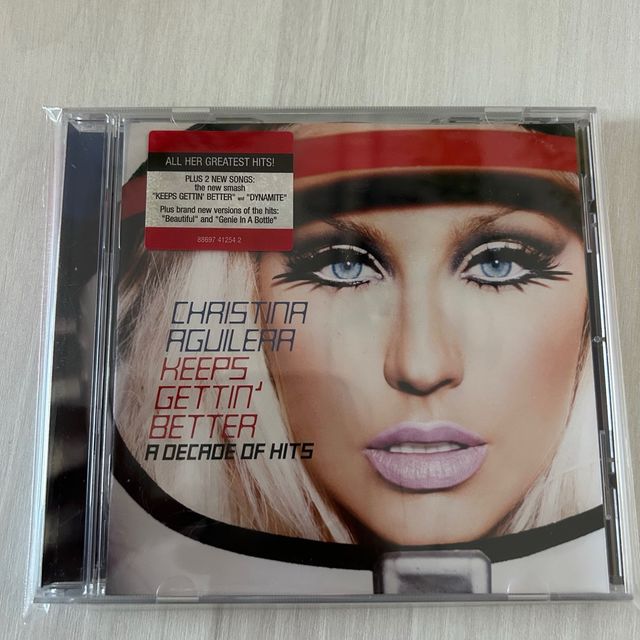 ALL HER GREATEST HITS!
PLUS 2 NEW SONGS:
the new smash
"KEEPS GETTIN' BETTER" and "DYNAMITE"
Plus brand new versions of the hits:
"Beautiful" and "Genie In A Bottle"
88697 41254 2
CHRISTINA
AGUILERA
KEEPS
GETTIN'
BETTER
A DECADE OF HITS